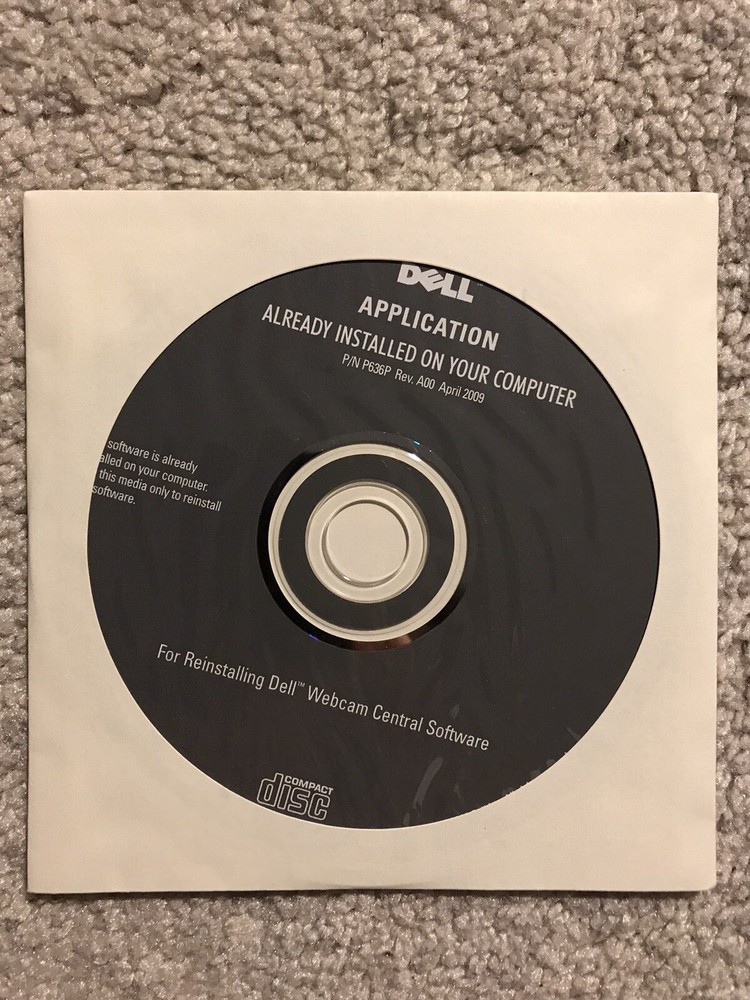 DELL
APPLICATION
ALREADY INSTALLED ON YOUR COMPUTER
P/N P636P Rev. A00 April 2009
software is already
alled on your computer.
this media only to reinstall
software.
For Reinstalling Dell™ Webcam Central Software
COMPACT
disc